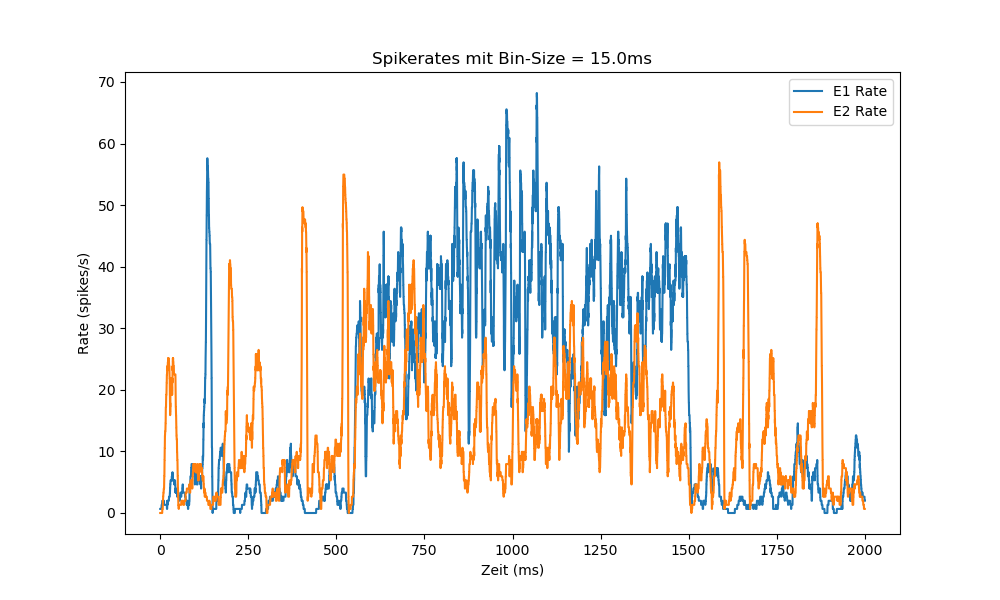 Spikerates mit Bin-Size = 15.0ms
E1 Rate
E2 Rate
70
60
50
40
30
20
10
0
Rate (spikes/s)
0 250 500 750 1000 1250 1500 1750 2000
Zeit (ms)